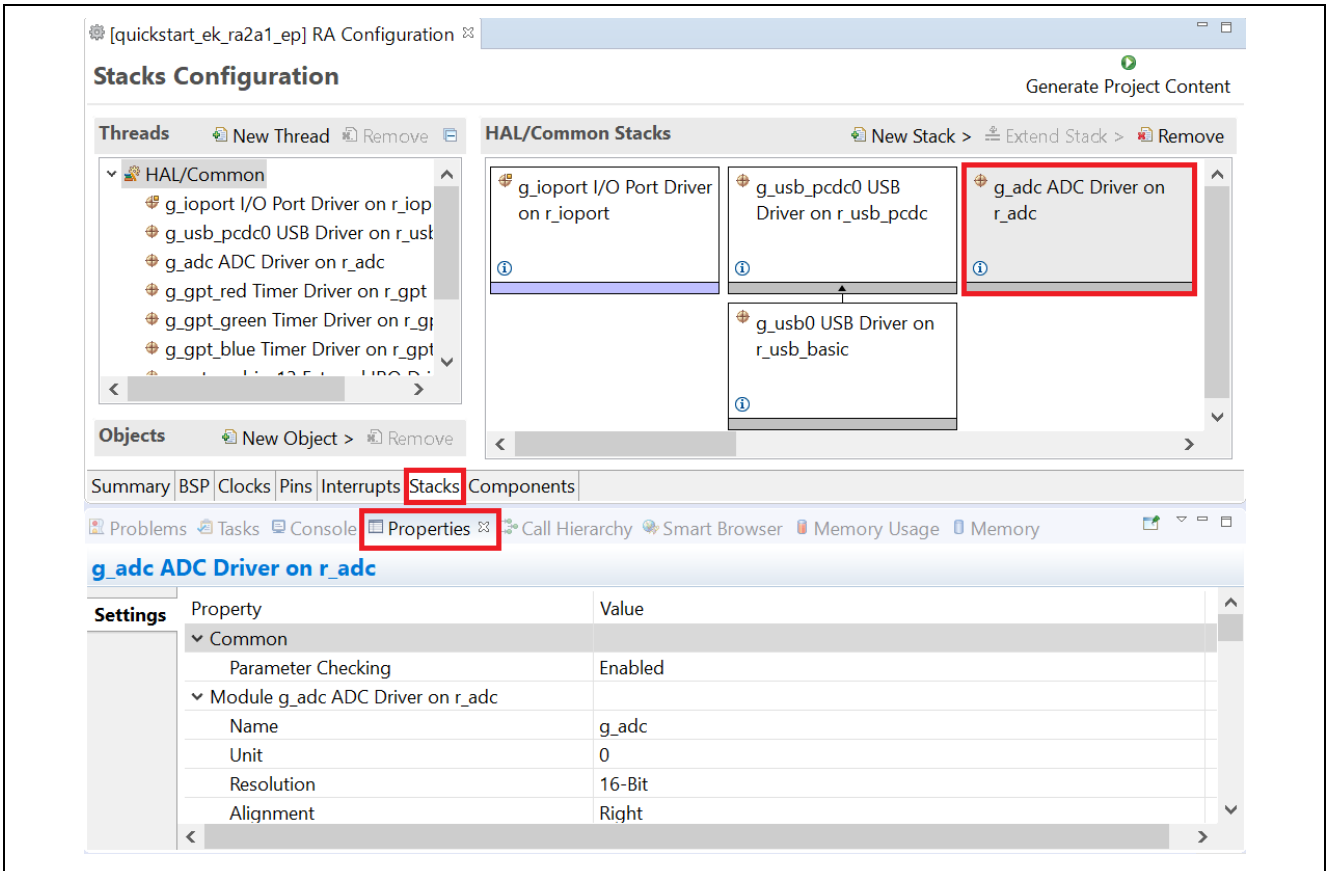 [quickstart_ek_ra2a1_ep] RA Configuration
Stacks Configuration
Generate Project Content
Threads
New Thread
Remove
HAL/Common
g_ioport I/O Port Driver on r_iop
g_usb_pcdc0 USB Driver on r_usb
g_adc ADC Driver on r_adc
g_gpt_red Timer Driver on r_gpt
g_gpt_green Timer Driver on r_gp
g_gpt_blue Timer Driver on r_gpt
Objects
New Object >
Remove
HAL/Common Stacks
New Stack >
Extend Stack >
Remove
g_ioport I/O Port Driver
on r_ioport
g_usb_pcdc0 USB
Driver on r_usb_pcdc
g_adc ADC Driver on
r_adc
g_usb0 USB Driver on
r_usb_basic
Summary BSP Clocks Pins Interrupts Stacks Components
Problems Tasks Console Properties Call Hierarchy Smart Browser Memory Usage Memory
g_adc ADC Driver on r_adc
Settings
Property Value
Common
Parameter Checking Enabled
Module g_adc ADC Driver on r_adc
Name g_adc
Unit 0
Resolution 16-Bit
Alignment Right